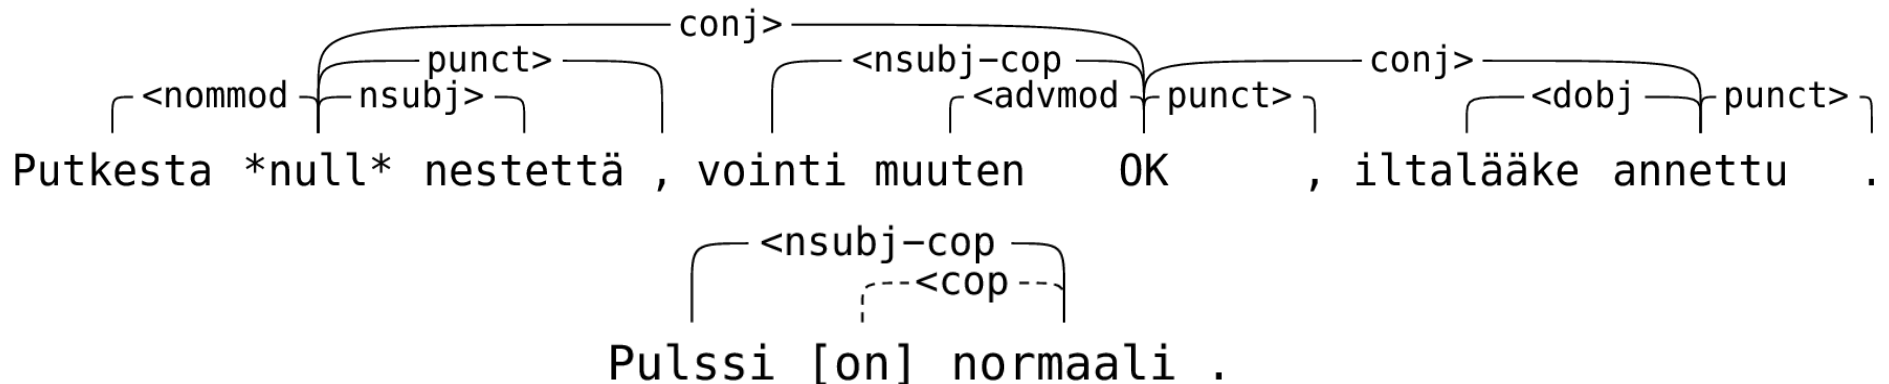 conj>
punct> <nsubj-cop conj>
<nommod nsubj> <advmod punct> <dobj punct>
Putkesta *null* nestettä , vointi muuten OK , iltalääke annettu .
<nsubj-cop
<cop
Pulssi [on] normaali .